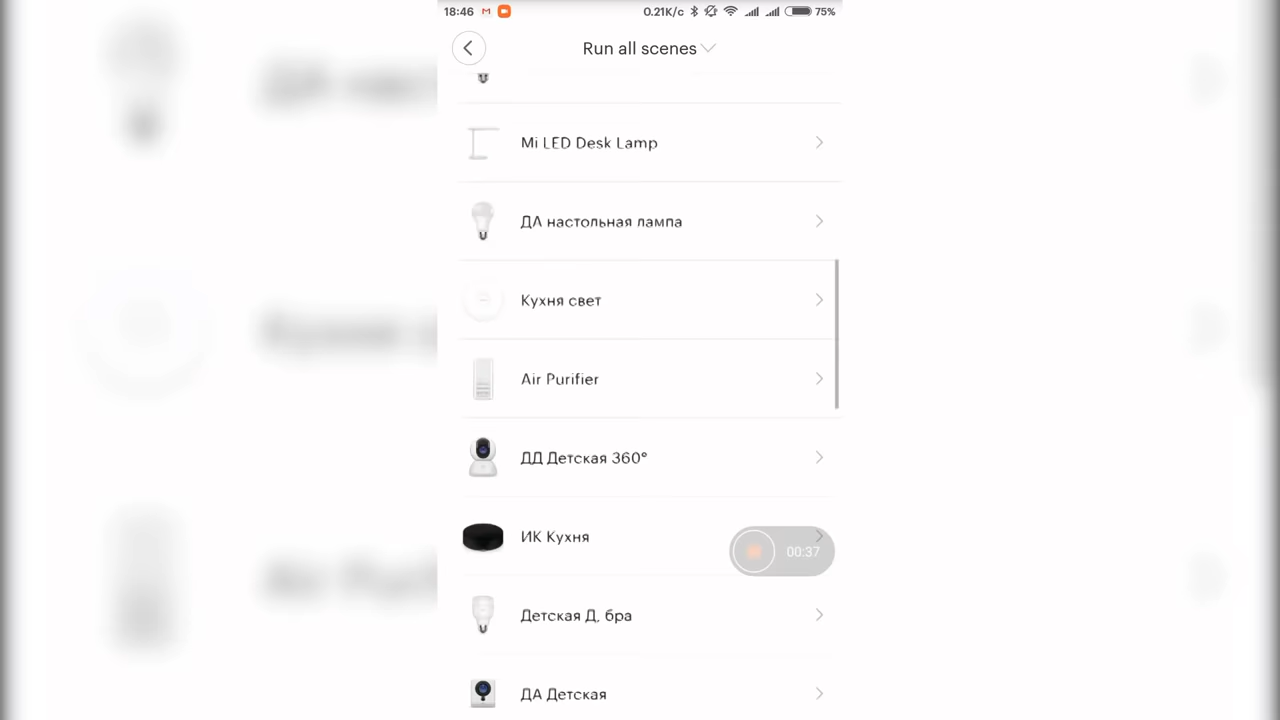 18:46 M 0.21K/c 75%
Run all scenes
Mi LED Desk Lamp
ДА настольная лампа
Кухня свет
Air Purifier
ДД Детская 360°
ИК Кухня
00:37
Детская Д, бра
ДА Детская